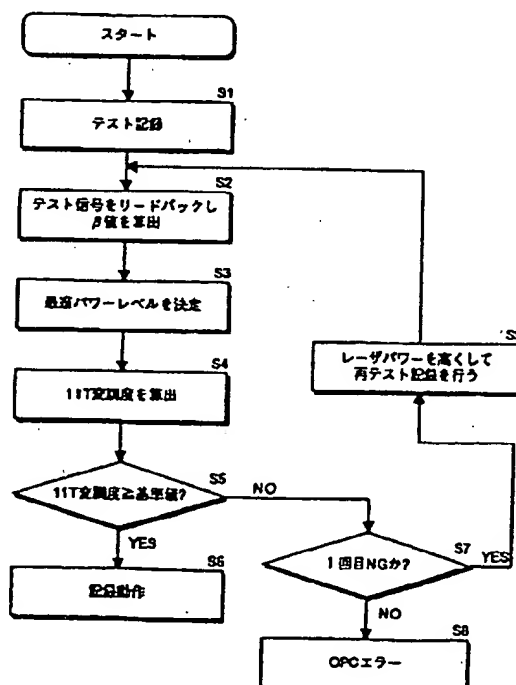 スタート
S1
テスト記録
S2
テスト信号をリードバックし
β値を算出
S3
最適パワーレベルを決定
S4
11T変調度を算出
S5
11T変調度≧基準値?
NO
YES
S6
記録動作
S7
1回目NGか?
YES
NO
S8
OPCエラー
レーザパワーを高くして
再テスト記録を行う